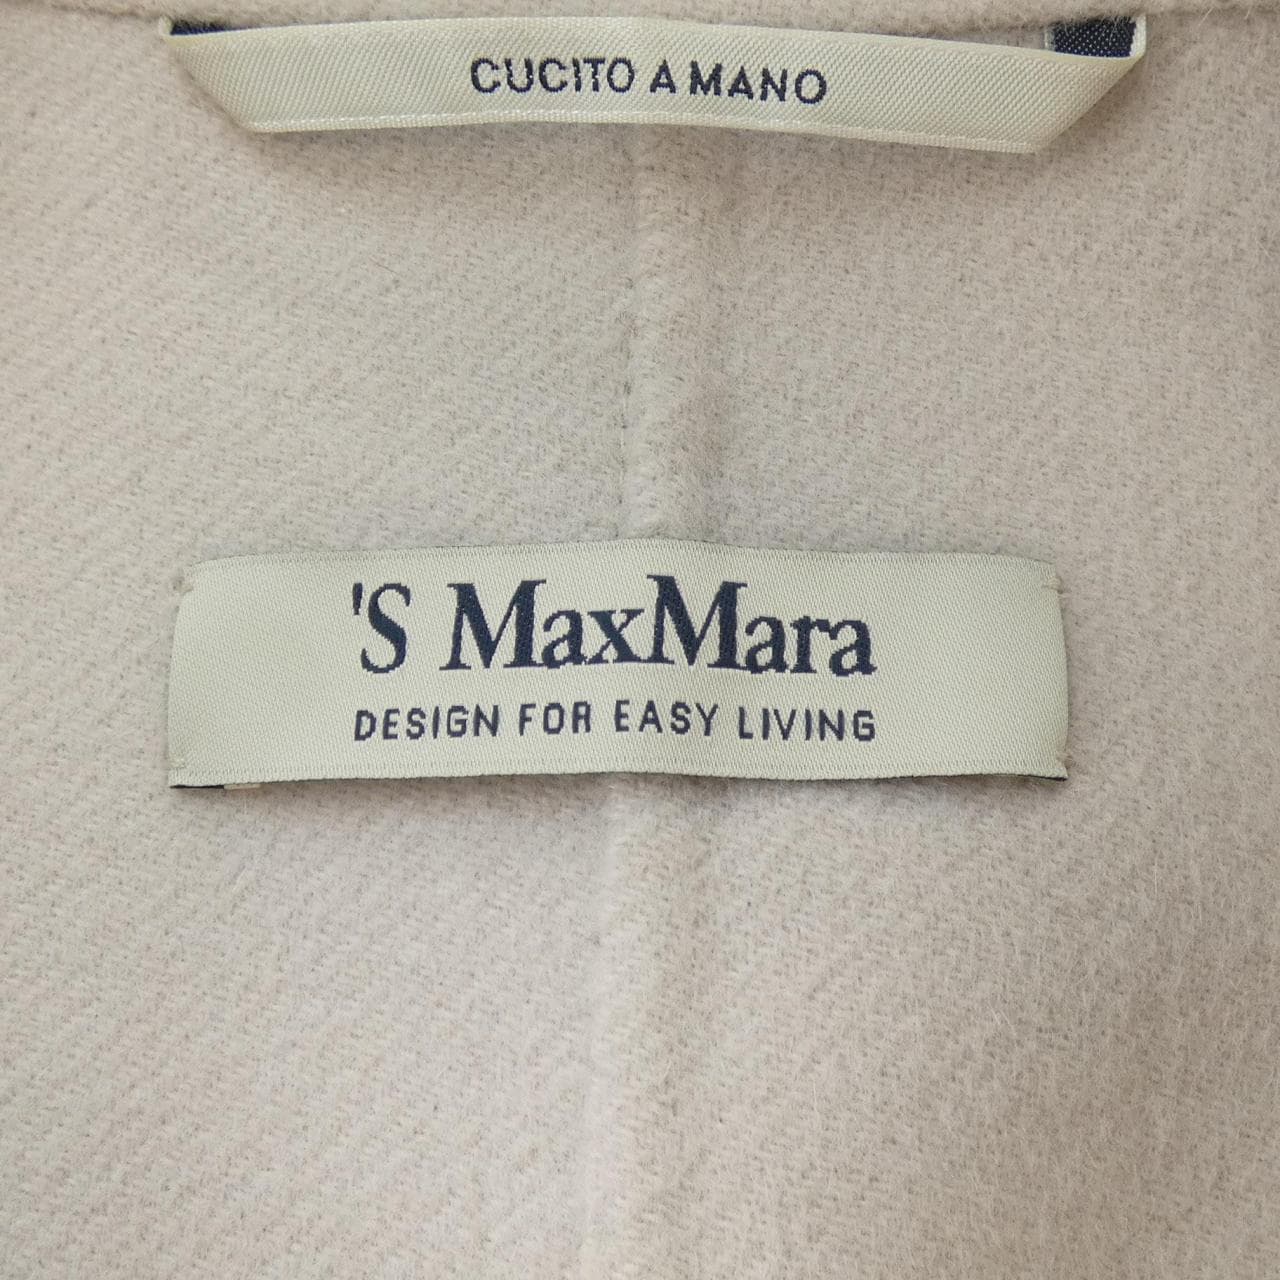 CUCITO A MANO
'S MaxMara
DESIGN FOR EASY LIVING